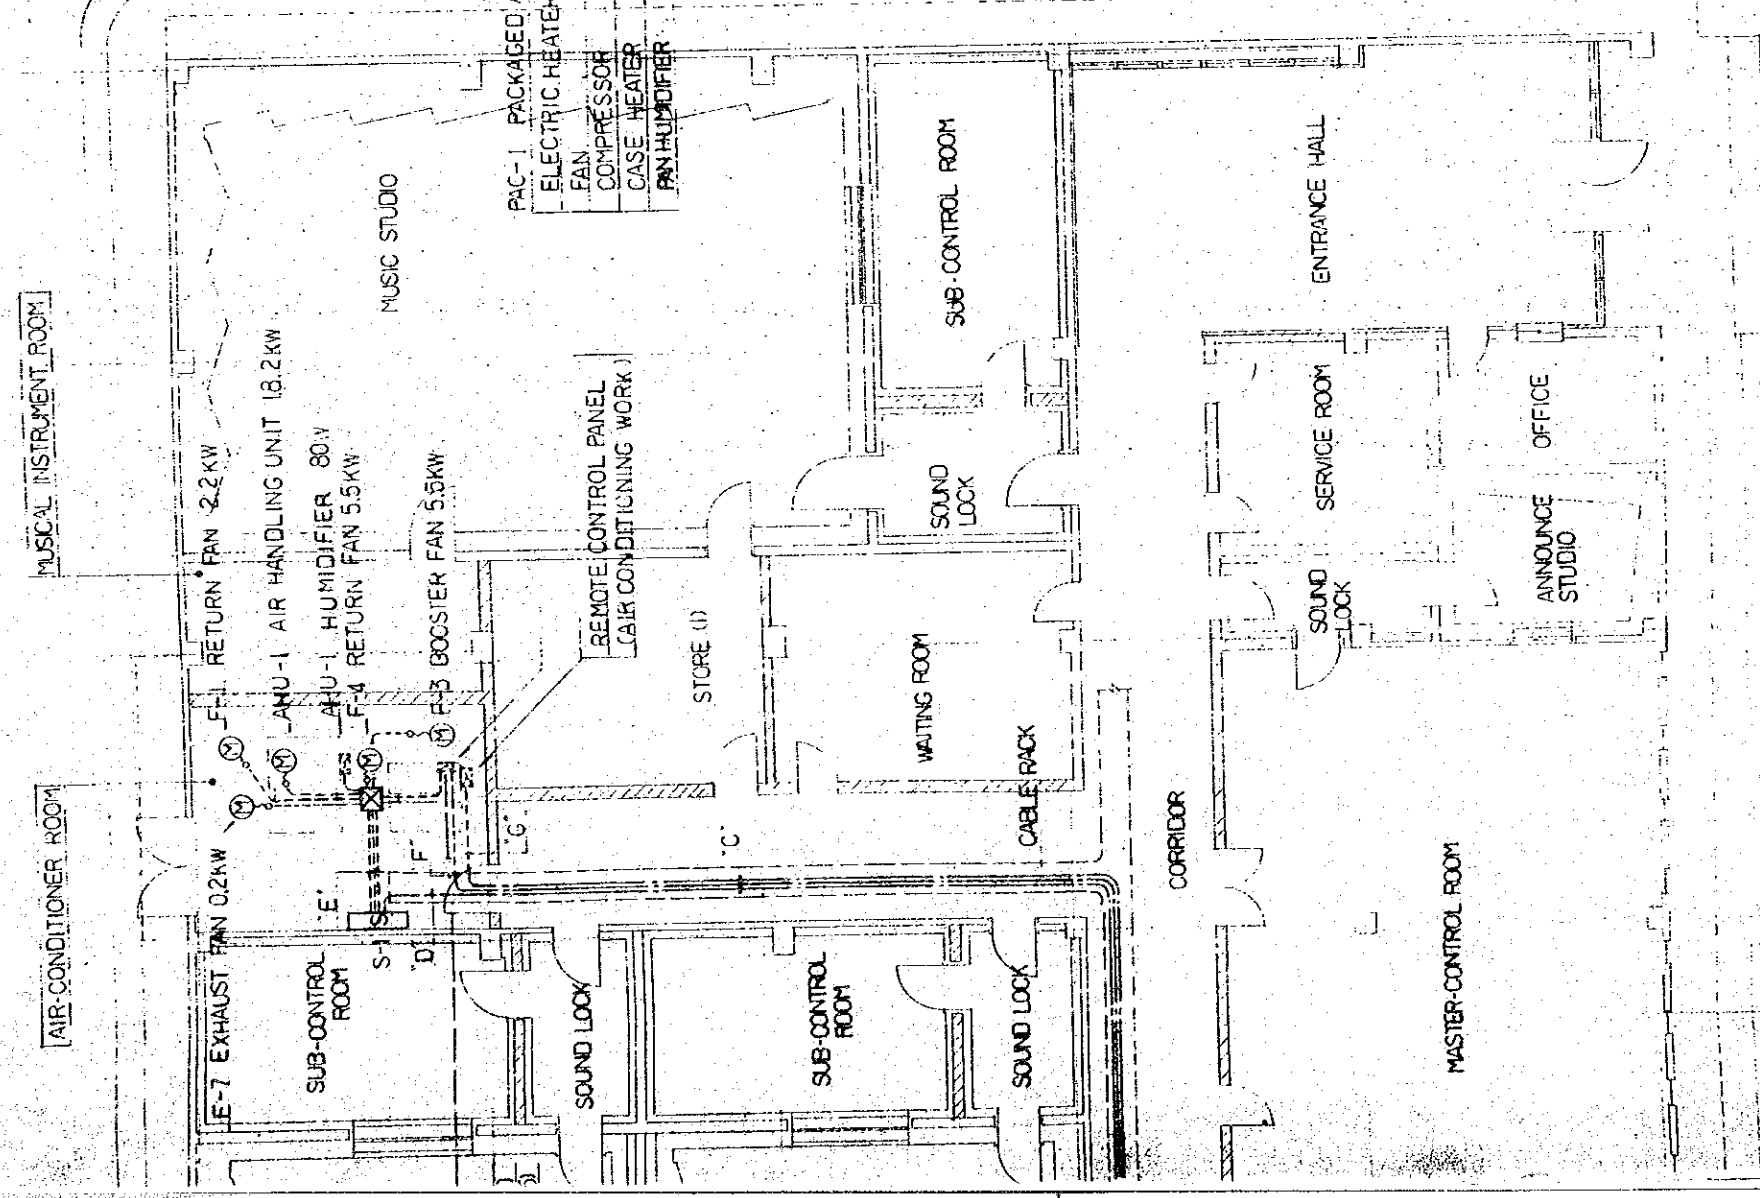 MUSICAL INSTRUMENT ROOM
AIR-CONDITIONER ROOM
F-1 RETURN FAN 2.2KW
AHU-1 AIR HANDLING UNIT 18.2KW
AHU-1 HUMIDIFIER 80W
F-4 RETURN FAN 5.5KW
F-3 BOOSTER FAN 5.5KW
E-7 EXHAUST FAN 0.2KW
M
M
M
M
M
MUSIC STUDIO
PAC-1 PACKAGED
ELECTRIC HEATER
FAN
COMPRESSOR
CASE HEATER
PAN HUMIDIFIER
REMOTE CONTROL PANEL
(AIR CONDITIONING WORK)
STORE (1)
SUB-CONTROL ROOM
SOUND
LOCK
ENTRANCE HALL
SERVICE ROOM
OFFICE
SOUND
LOCK
ANNOUNCE
STUDIO
WAITING ROOM
CABLE RACK
CORRIDOR
MASTER-CONTROL ROOM
"E"
"F"
"G"
"C"
"D"
SUB-CONTROL
ROOM
SOUND LOCK
SUB-CONTROL
ROOM
SOUND LOCK